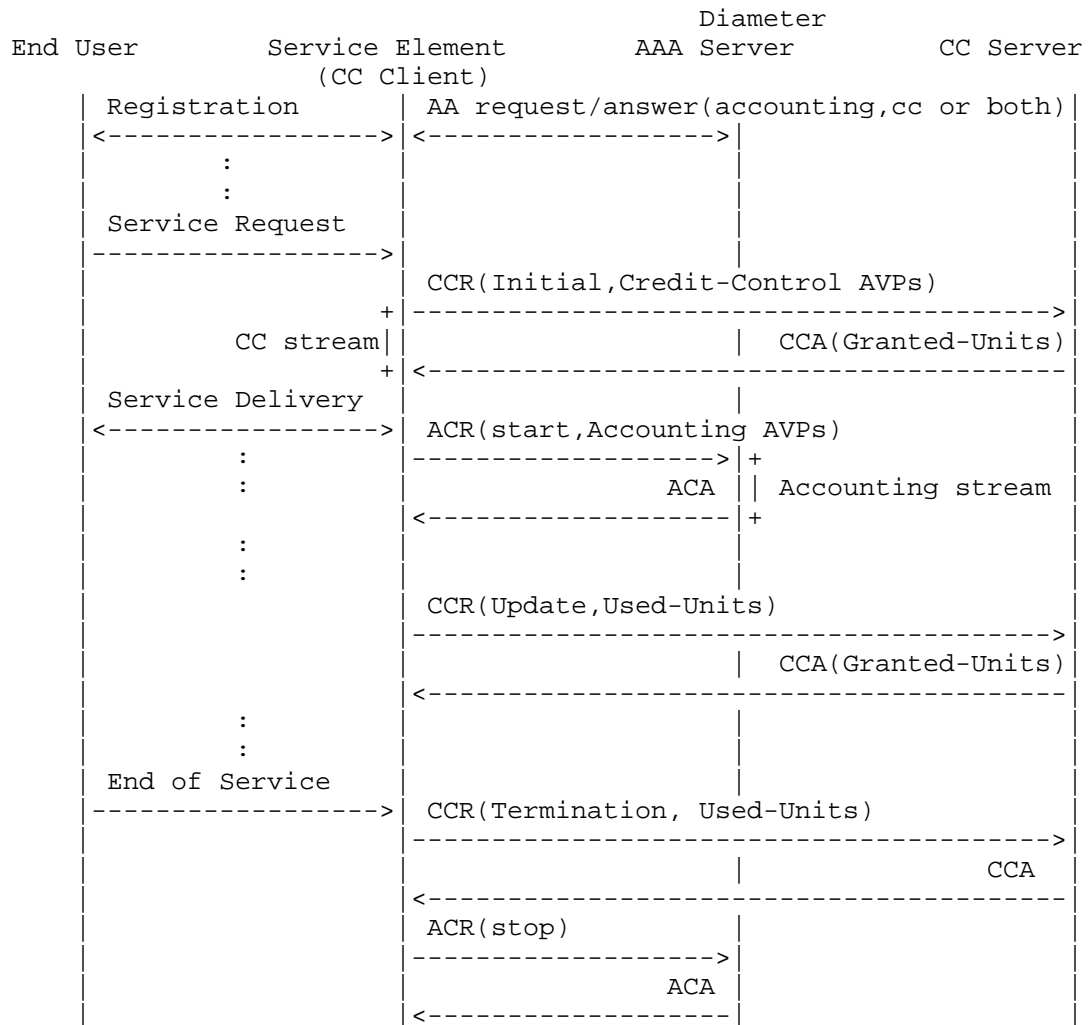 Diameter
End User Service Element AAA Server CC Server
(CC Client)
Registration AA request/answer(accounting,cc or both)
:
:
Service Request
CCR(Initial,Credit-Control AVPs)
CC stream CCA(Granted-Units)
Service Delivery
ACR(start,Accounting AVPs)
:
: ACA Accounting stream
:
:
CCR(Update,Used-Units)
CCA(Granted-Units)
:
:
End of Service
CCR(Termination, Used-Units)
CCA
ACR(stop)
ACA